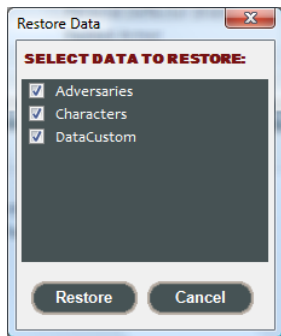 Restore Data
SELECT DATA TO RESTORE:
Adversaries
Characters
DataCustom
Restore Cancel